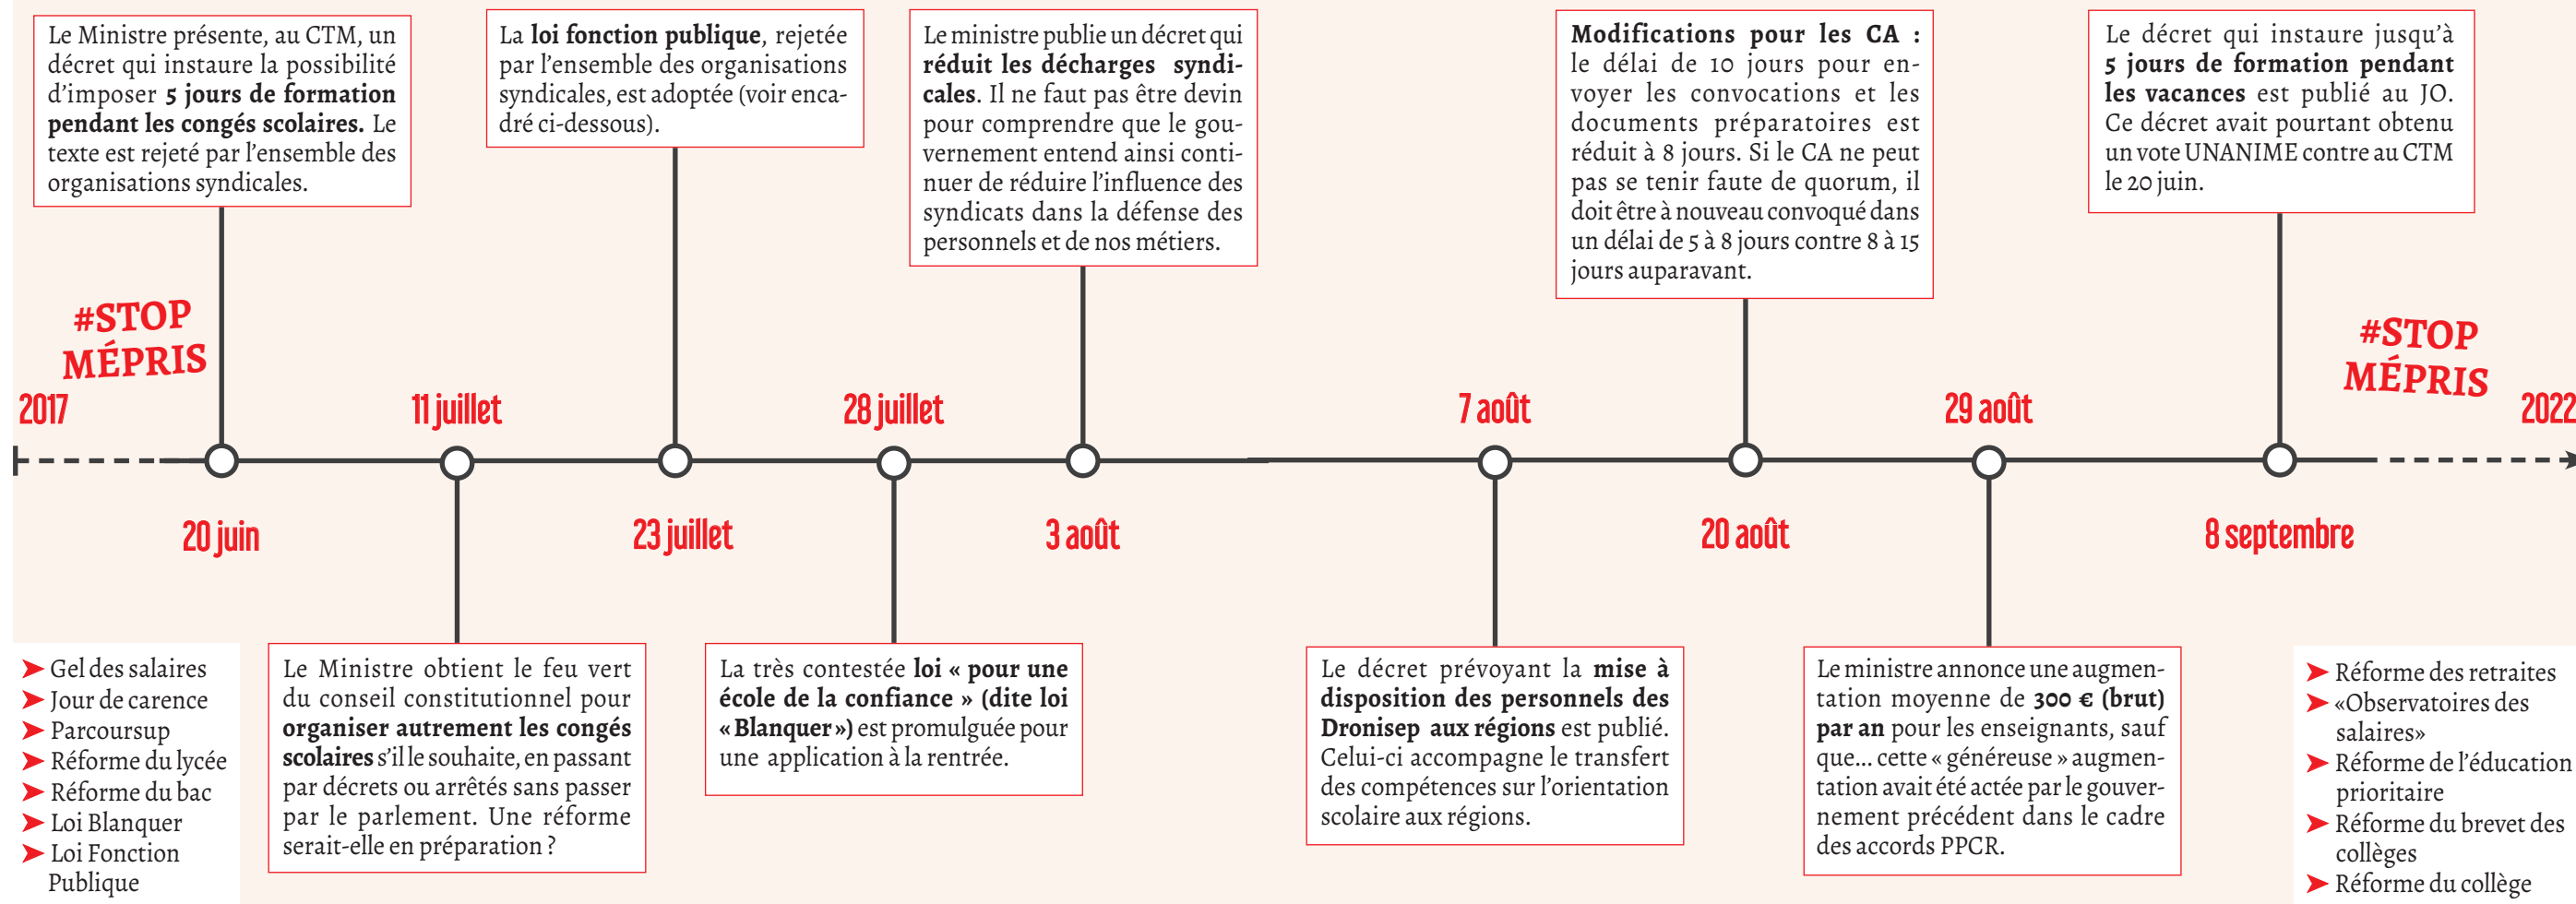 Le Ministre présente, au CTM, un
décret qui instaure la possibilité
d'imposer 5 jours de formation
pendant les congés scolaires. Le
texte est rejeté par l'ensemble des
organisations syndicales.
La loi fonction publique, rejetée
par l'ensemble des organisations
syndicales, est adoptée (voir enca-
dré ci-dessous).
Le ministre publie un décret qui
réduit les décharges syndi-
cales. Il ne faut pas être devin
pour comprendre que le gou-
vernement entend ainsi conti-
nuer de réduire l'influence des
syndicats dans la défense des
personnels et de nos métiers.
Modifications pour les CA :
le délai de 10 jours pour en-
voyer les convocations et les
documents préparatoires est
réduit à 8 jours. Si le CA ne peut
pas se tenir faute de quorum, il
doit être à nouveau convoqué dans
un délai de 5 à 8 jours contre 8 à 15
jours auparavant.
Le décret qui instaure jusqu'à
5 jours de formation pendant
les vacances est publié au JO.
Ce décret avait pourtant obtenu
un vote UNANIME contre au CTM
le 20 juin.
#STOP
MÉPRIS
#STOP
MÉPRIS
2017
11 juillet
28 juillet
7 août
29 août
2022
20 juin
23 juillet
3 août
20 août
8 septembre
➤ Gel des salaires
➤ Jour de carence
➤ Parcoursup
➤ Réforme du lycée
➤ Réforme du bac
➤ Loi Blanquer
➤ Loi Fonction
Publique
Le Ministre obtient le feu vert
du conseil constitutionnel pour
organiser autrement les congés
scolaires s'il le souhaite, en passant
par décrets ou arrêtés sans passer
par le parlement. Une réforme
serait-elle en préparation ?
La très contestée loi « pour une
école de la confiance » (dite loi
« Blanquer ») est promulguée pour
une application à la rentrée.
Le décret prévoyant la mise à
disposition des personnels des
Dronisep aux régions est publié.
Celui-ci accompagne le transfert
des compétences sur l'orientation
scolaire aux régions.
Le ministre annonce une augmen-
tation moyenne de 300 € (brut)
par an pour les enseignants, sauf
que... cette « généreuse » augmen-
tation avait été actée par le gouver-
nement précédent dans le cadre
des accords PPCR.
➤ Réforme des retraites
➤ «Observatoires des
salaires»
➤ Réforme de l'éducation
prioritaire
➤ Réforme du brevet des
collèges
➤ Réforme du collège